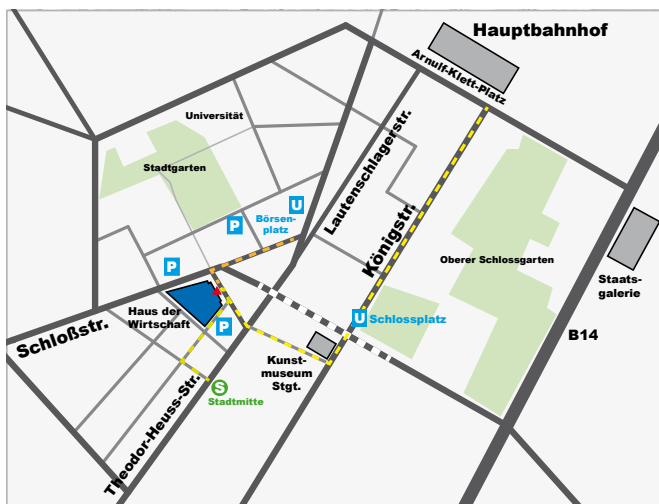 Hauptbahnhof
Arnulf-Klett-Platz
Universität
Stadtgarten
Lautenschlagerstr.
Königstr.
P
P
U
Börsen-
platz
Oberer Schlossgarten
Staats-
galerie
B14
P
Haus der
Wirtschaft
Schloßstr.
U Schlossplatz
Kunst-
museum
Stgt.
S
Stadtmitte
Theodor-Heuss-Str.